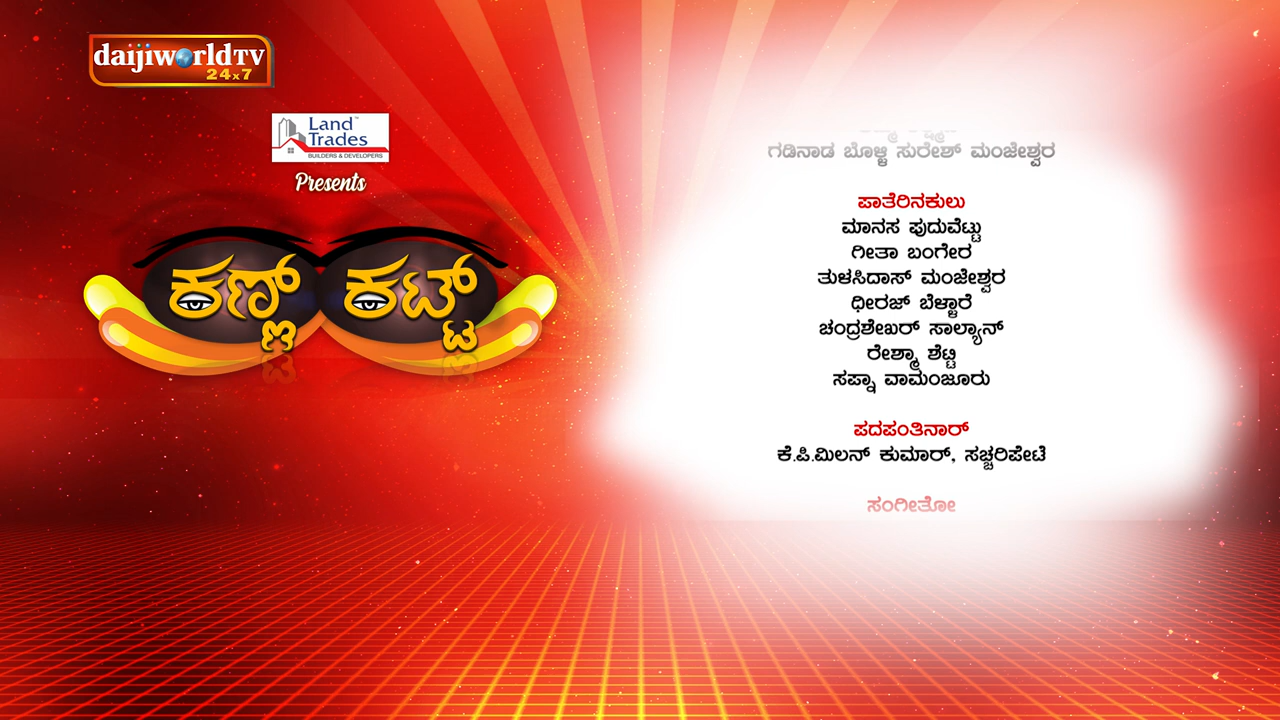 daijiworldTV
24x7
Land
Trades
BUILDERS & DEVELOPERS
Presents
ಕಣ್ಣ್ ಕಟ್ಟ್
ಗಡಿನಾಡ ಬೊಳ್ಳಿ ಸುರೇಶ್ ಮಂಜೇಶ್ವರ
ಪಾತೆರಿನಕುಲು
ಮಾನಸ ಪುದುವೆಟ್ಟು
ಗೀತಾ ಬಂಗೇರ
ತುಳಸಿದಾಸ್ ಮಂಜೇಶ್ವರ
ಧೀರಜ್ ಬೆಳ್ಳಾರೆ
ಚಂದ್ರಶೇಖರ್ ಸಾಲ್ಯಾನ್
ರೇಶ್ಮಾ ಶೆಟ್ಟಿ
ಸಪ್ನಾ ವಾಮಂಜೂರು
ಪದಪಂತಿನಾರ್
ಕೆ.ಪಿ.ಮಿಲನ್ ಕುಮಾರ್, ಸಚ್ಚರಿಪೇಟೆ
ಸಂಗೀತೋ